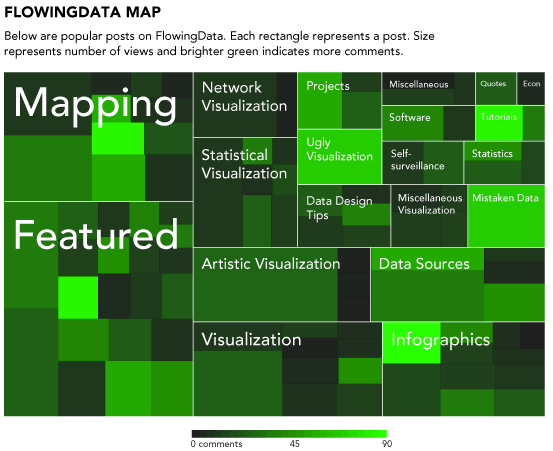 FLOWINGDATA MAP
Below are popular posts on FlowingData. Each rectangle represents a post. Size
represents number of views and brighter green indicates more comments.
Mapping
Featured
Network
Visualization
Statistical
Visualization
Projects
Ugly
Visualization
Data Design
Tips
Miscellaneous
Quotes
Econ
Software
Tutorials
Self-
surveillance
Statistics
Miscellaneous
Visualization
Mistaken Data
Artistic Visualization
Data Sources
Visualization
Infographics
0 comments
45
90